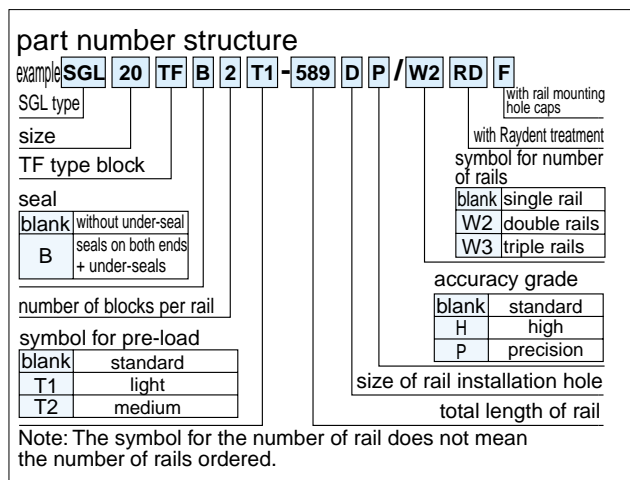 part number structure
example SGL 20 TF B 2 T1 - 589 D P / W2 RD F
SGL type
with rail mounting
hole caps
size
with Raydent treatment
TF type block
symbol for number
of rails
blank single rail
W2 double rails
W3 triple rails
seal
blank without under-seal
B seals on both ends
+ under-seals
accuracy grade
blank standard
H high
P precision
number of blocks per rail
symbol for pre-load
blank standard
T1 light
T2 medium
size of rail installation hole
total length of rail
Note: The symbol for the number of rail does not mean
the number of rails ordered.